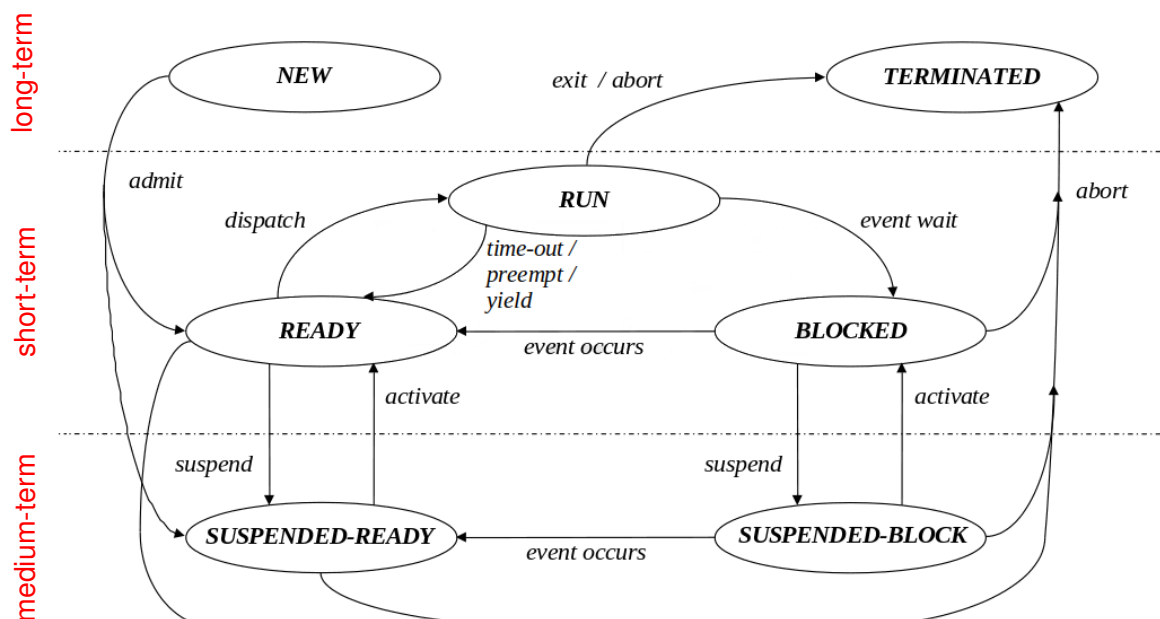 long-term
NEW
exit / abort
TERMINATED
admit
dispatch
RUN
event wait
abort
short-term
time-out /
preempt /
yield
READY
event occurs
BLOCKED
activate
activate
medium-term
suspend
suspend
SUSPENDED-READY
event occurs
SUSPENDED-BLOCK